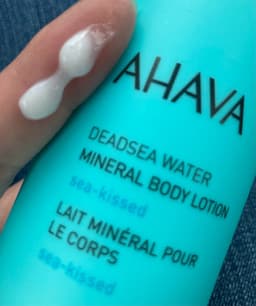 AHAVA
DEADSEA WATER
MINERAL BODY LOTION
sea-kissed
LAIT MINÉRAL POUR
LE CORPS
sea-kissed